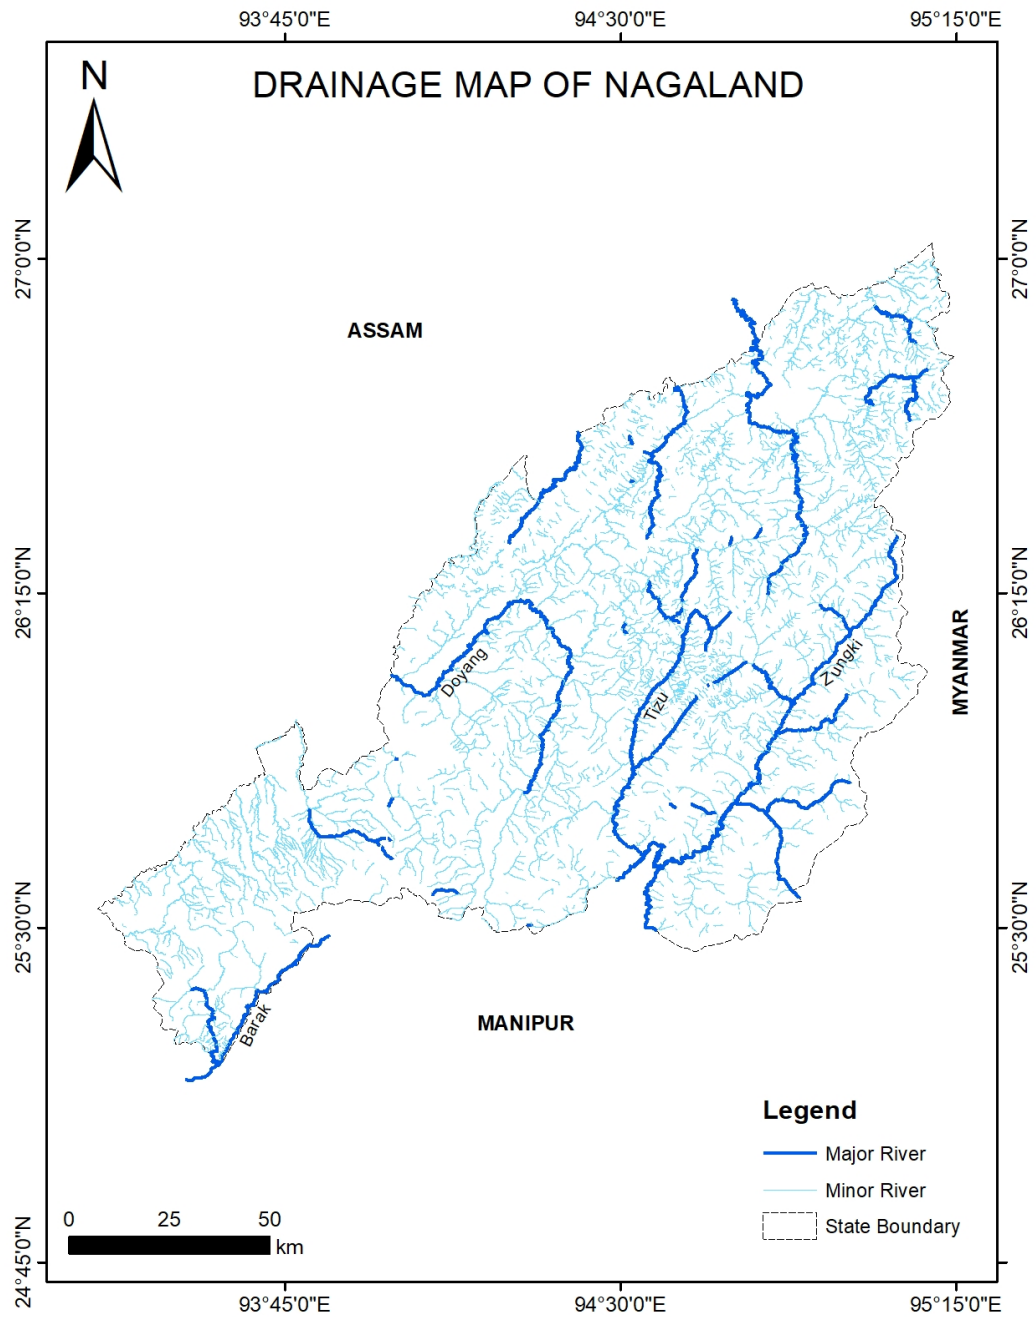 93°45'0"E 94°30'0"E 95°15'0"E
N
DRAINAGE MAP OF NAGALAND
27°0'0"N 27°0'0"N
ASSAM
26°15'0"N 26°15'0"N
MYANMAR
Doyang
Zungki
Tizu
25°30'0"N 25°30'0"N
Barak
MANIPUR
Legend
Major River
Minor River
State Boundary
0 25 50
km
24°45'0"N
93°45'0"E 94°30'0"E 95°15'0"E